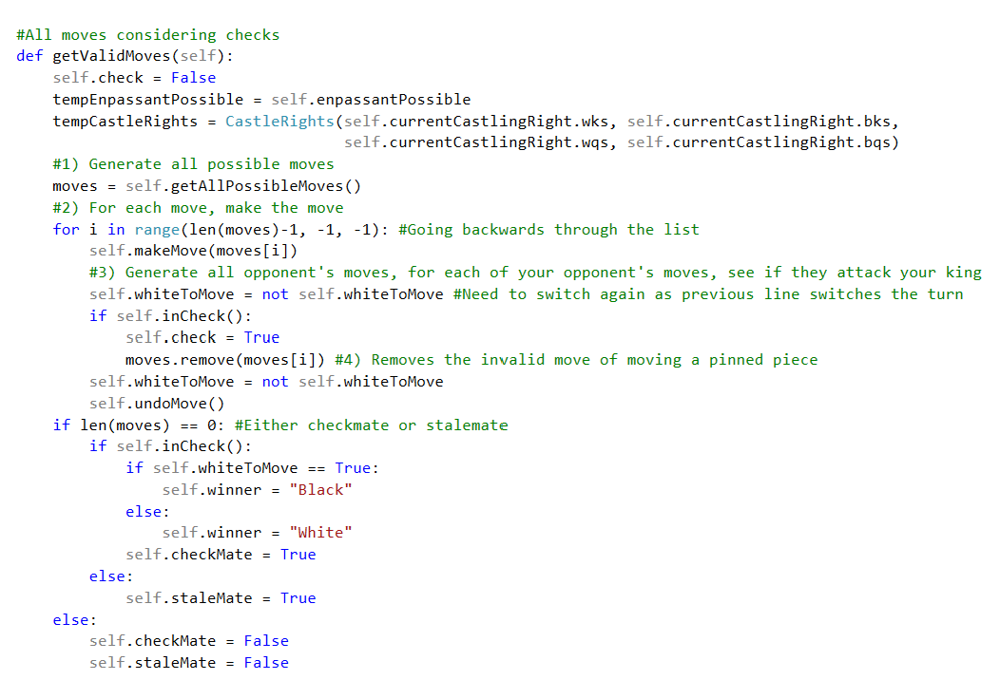 #All moves considering checks
def getValidMoves(self):
    self.check = False
    tempEnpassantPossible = self.enpassantPossible
    tempCastleRights = CastleRights(self.currentCastlingRight.wks, self.currentCastlingRight.bks,
                                    self.currentCastlingRight.wqs, self.currentCastlingRight.bqs)
    #1) Generate all possible moves
    moves = self.getAllPossibleMoves()
    #2) For each move, make the move
    for i in range(len(moves)-1, -1, -1): #Going backwards through the list
        self.makeMove(moves[i])
        #3) Generate all opponent's moves, for each of your opponent's moves, see if they attack your king
        self.whiteToMove = not self.whiteToMove #Need to switch again as previous line switches the turn
        if self.inCheck():
            self.check = True
            moves.remove(moves[i]) #4) Removes the invalid move of moving a pinned piece
        self.whiteToMove = not self.whiteToMove
        self.undoMove()
    if len(moves) == 0: #Either checkmate or stalemate
        if self.inCheck():
            if self.whiteToMove == True:
                self.winner = "Black"
            else:
                self.winner = "White"
            self.checkMate = True
        else:
            self.staleMate = True
    else:
        self.checkMate = False
        self.staleMate = False